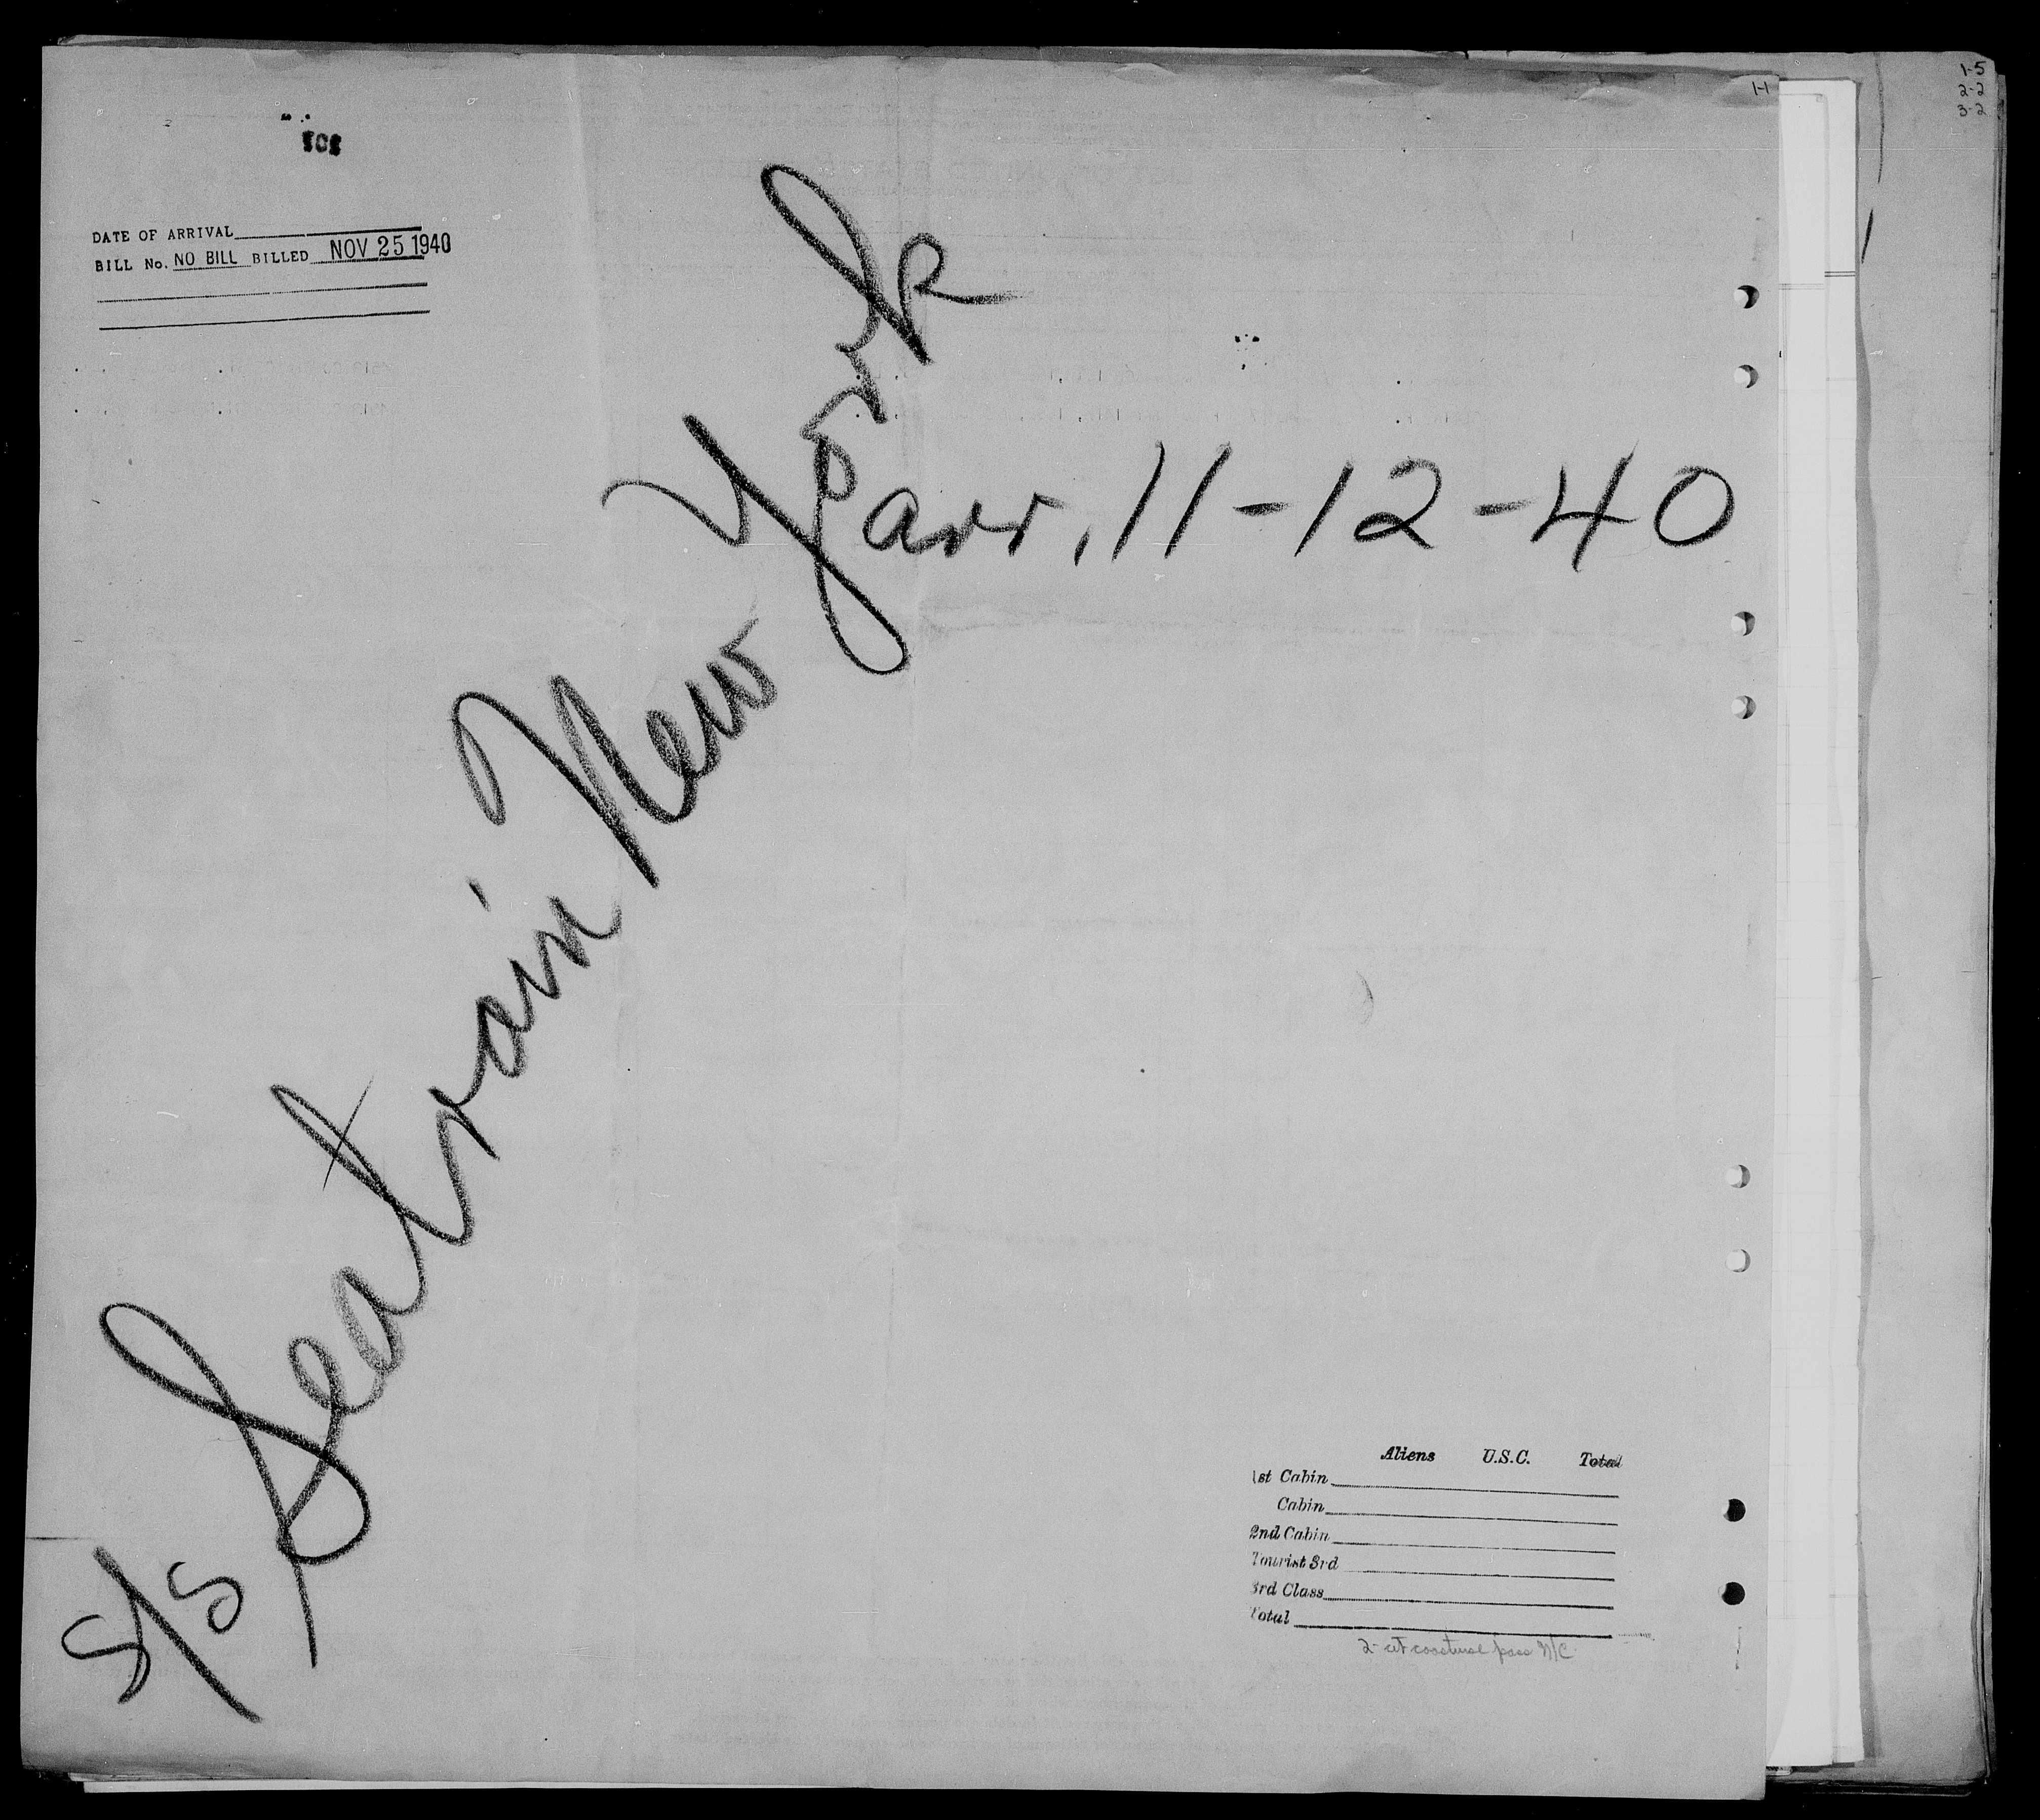 1-5
2-2
3-2
1-1
DATE OF ARRIVAL
BILL No. NO BILL BILLED NOV 25 1940
S/S Seatrain New York
arr. 11-12-40
Aliens U.S.C. Total
1st Cabin
Cabin
2nd Cabin
Tourist 3rd
3rd Class
Total
2- cit coastwise pass N/C